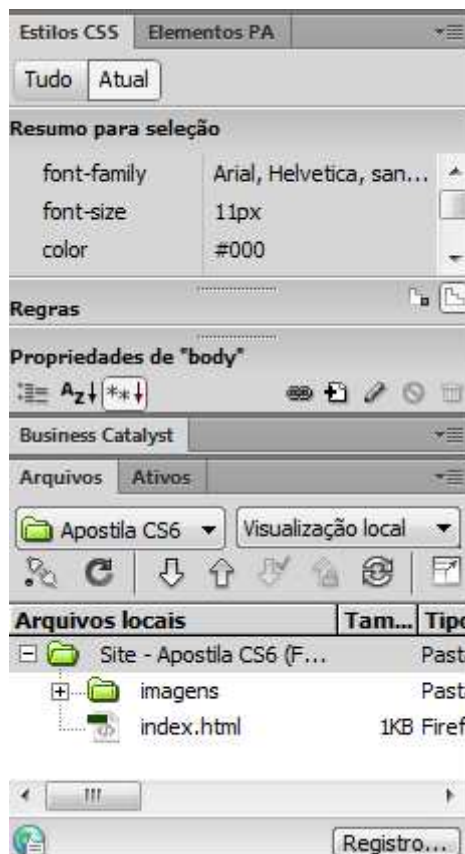 Estilos CSS Elementos PA
Tudo Atual
Resumo para seleção
font-family Arial, Helvetica, san...
font-size 11px
color #000
Regras
Propriedades de "body"
Az
Business Catalyst
Arquivos Ativos
Apostila CS6 Visualização local
Arquivos locais Tam... Tipo
Site - Apostila CS6 (F... Past
imagens Past
index.html 1KB Firef
Registro...